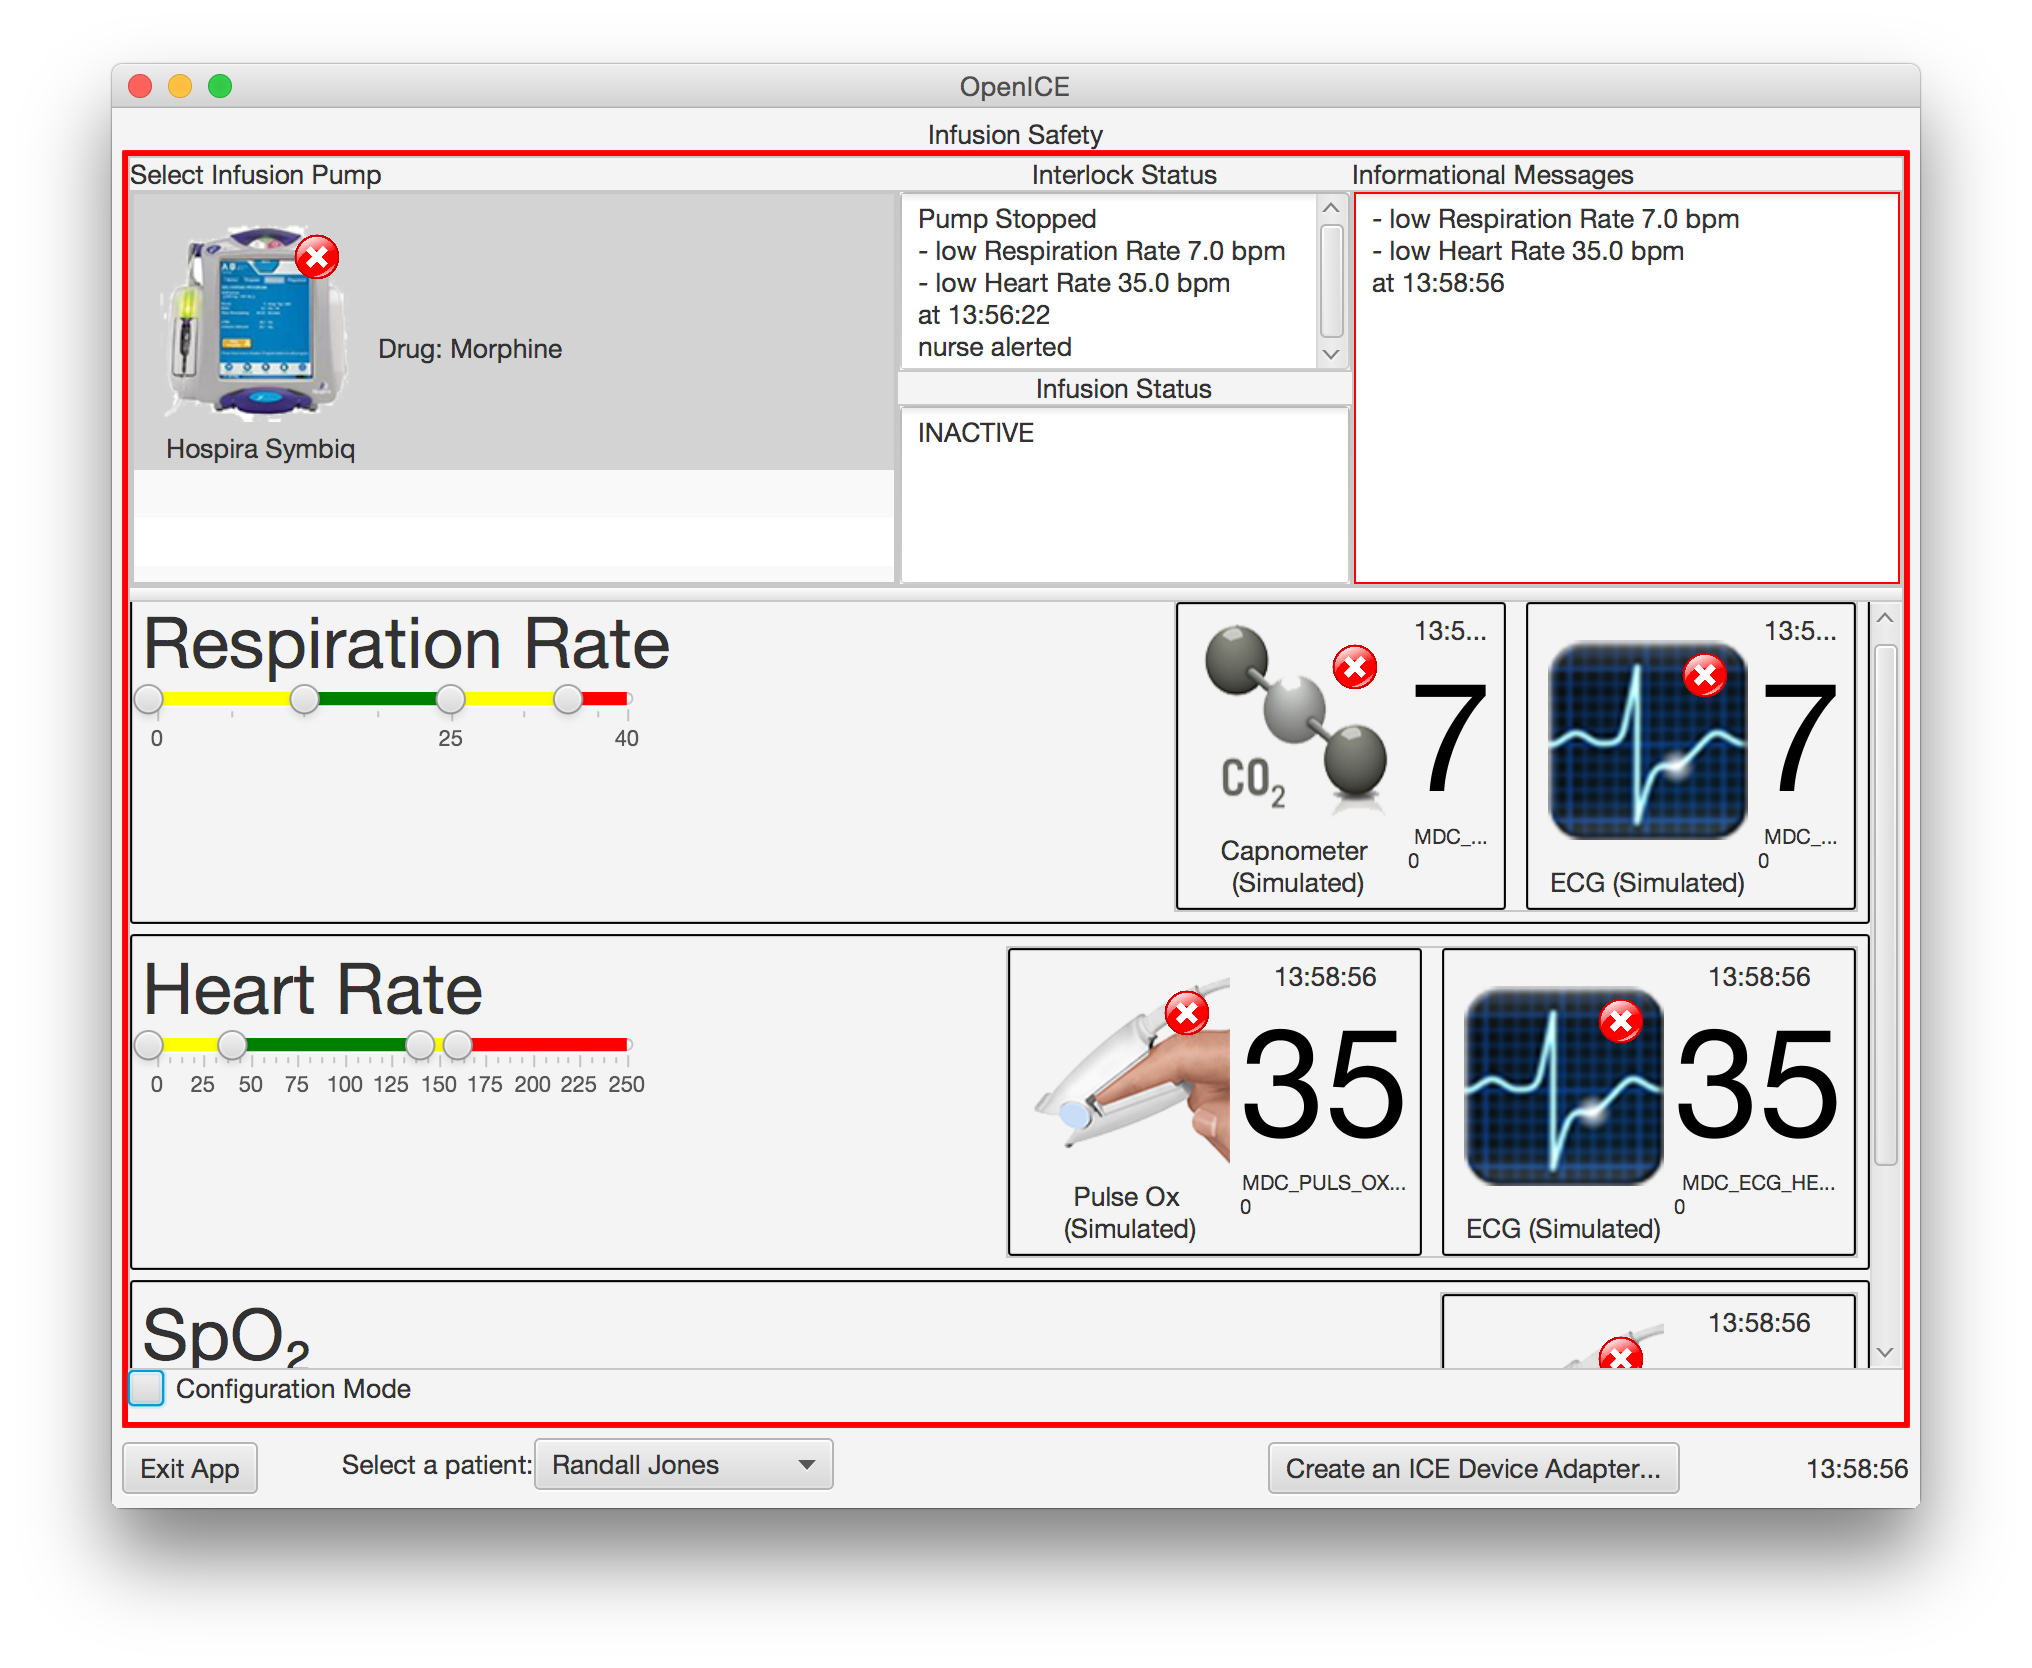 OpenICE
Infusion Safety
Select Infusion Pump
Drug: Morphine
Hospira Symbiq
Interlock Status
Pump Stopped
- low Respiration Rate 7.0 bpm
- low Heart Rate 35.0 bpm
at 13:56:22
nurse alerted
Infusion Status
INACTIVE
Informational Messages
- low Respiration Rate 7.0 bpm
- low Heart Rate 35.0 bpm
at 13:58:56
Respiration Rate
0 25 40
CO2
Capnometer
(Simulated)
13:5...
7
MDC_...
0
ECG (Simulated)
13:5...
7
MDC_...
0
Heart Rate
0 25 50 75 100 125 150 175 200 225 250
Pulse Ox
(Simulated)
13:58:56
35
MDC_PULS_OX...
0
ECG (Simulated)
13:58:56
35
MDC_ECG_HE...
0
SpO₂
13:58:56
Configuration Mode
Exit App
Select a patient: Randall Jones
Create an ICE Device Adapter...
13:58:56